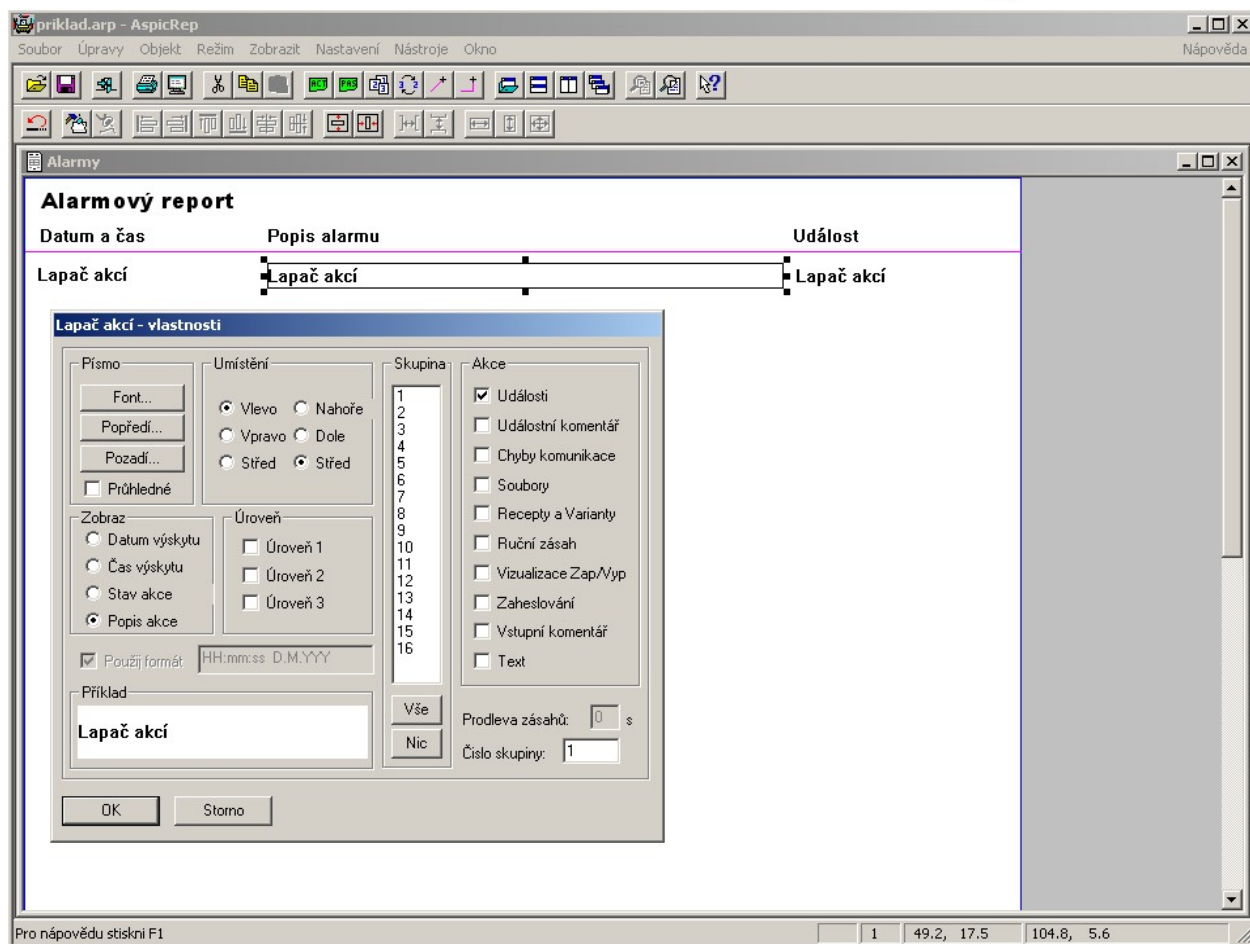 priklad.arp - AspicRep
Soubor Úpravy Objekt Režim Zobrazit Nastavení Nástroje Okno Nápověda
ACT PAS
Alarmy
Alarmový report
Datum a čas Popis alarmu Událost
Lapač akcí Lapač akcí Lapač akcí
Lapač akcí - vlastnosti
Písmo
Font...
Popředí...
Pozadí...
Průhledné
Umístění
Vlevo Nahoře
Vpravo Dole
Střed Střed
Zobraz
Datum výskytu
Čas výskytu
Stav akce
Popis akce
Úroveň
Úroveň 1
Úroveň 2
Úroveň 3
Použij formát HH:mm:ss D.M.YYY
Příklad
Lapač akcí
Skupina
1
2
3
4
5
6
7
8
9
10
11
12
13
14
15
16
Vše
Nic
Akce
Události
Událostní komentář
Chyby komunikace
Soubory
Recepty a Varianty
Ruční zásah
Vizualizace Zap/Vyp
Zaheslování
Vstupní komentář
Text
Prodleva zásahů: 0 s
Číslo skupiny: 1
OK Storno
Pro nápovědu stiskni F1 1 49.2, 17.5 104.8, 5.6